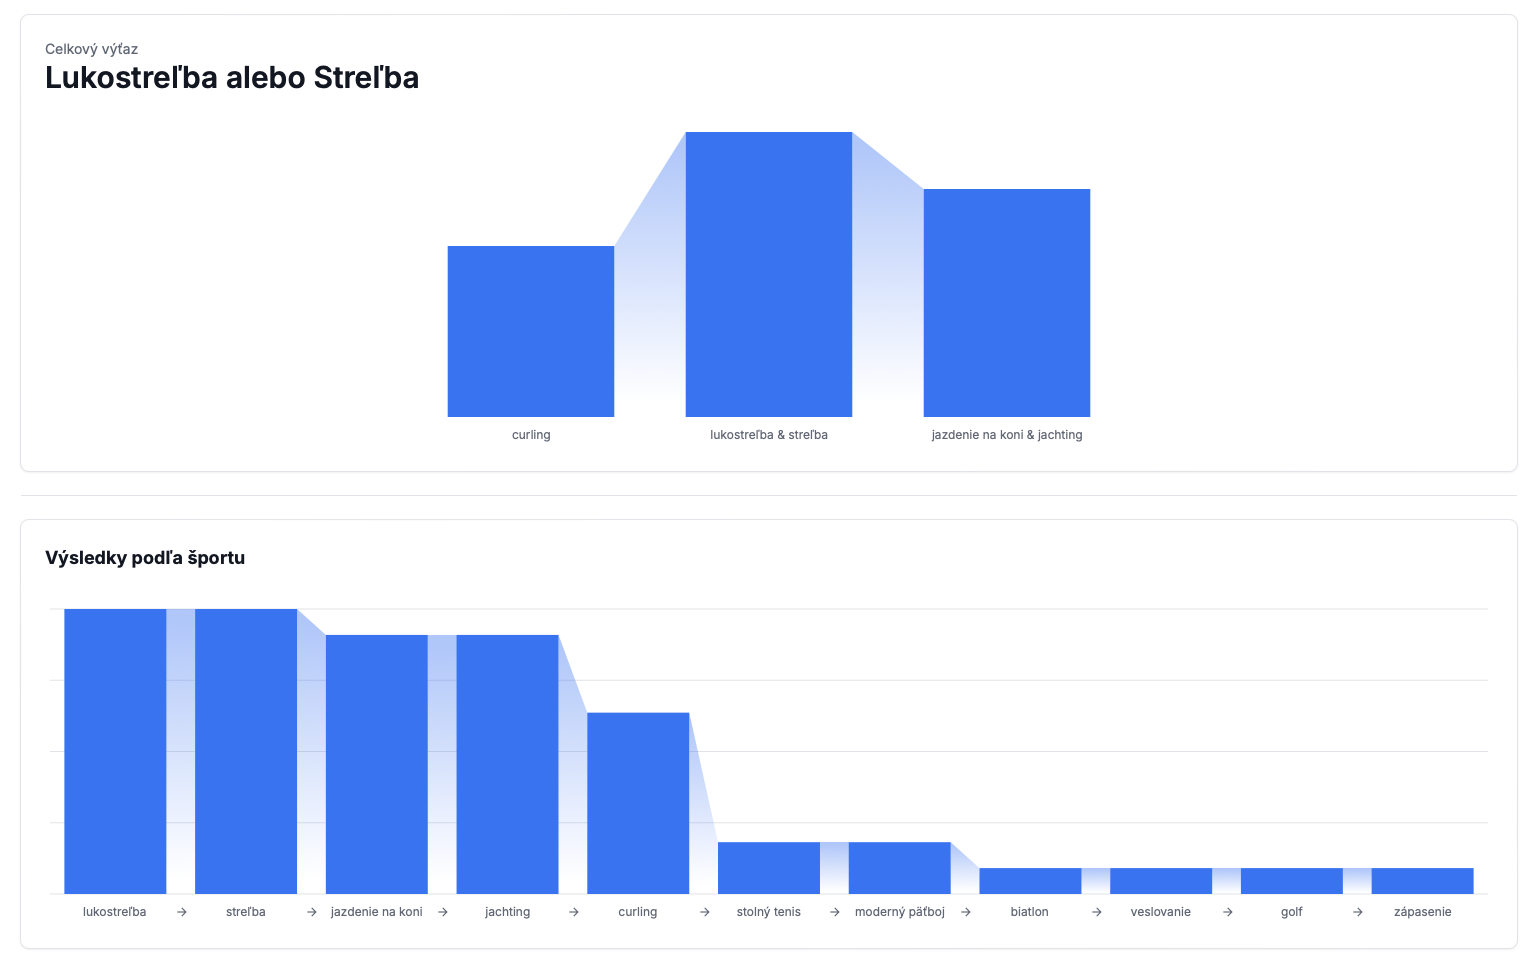 Celkový výťaz
Lukostreľba alebo Streľba
curling
lukostreľba & streľba
jazdenie na koni & jachting
Výsledky podľa športu
lukostreľba → streľba → jazdenie na koni → jachting → curling → stolný tenis → moderný päťboj → biatlon → veslovanie → golf → zápasenie